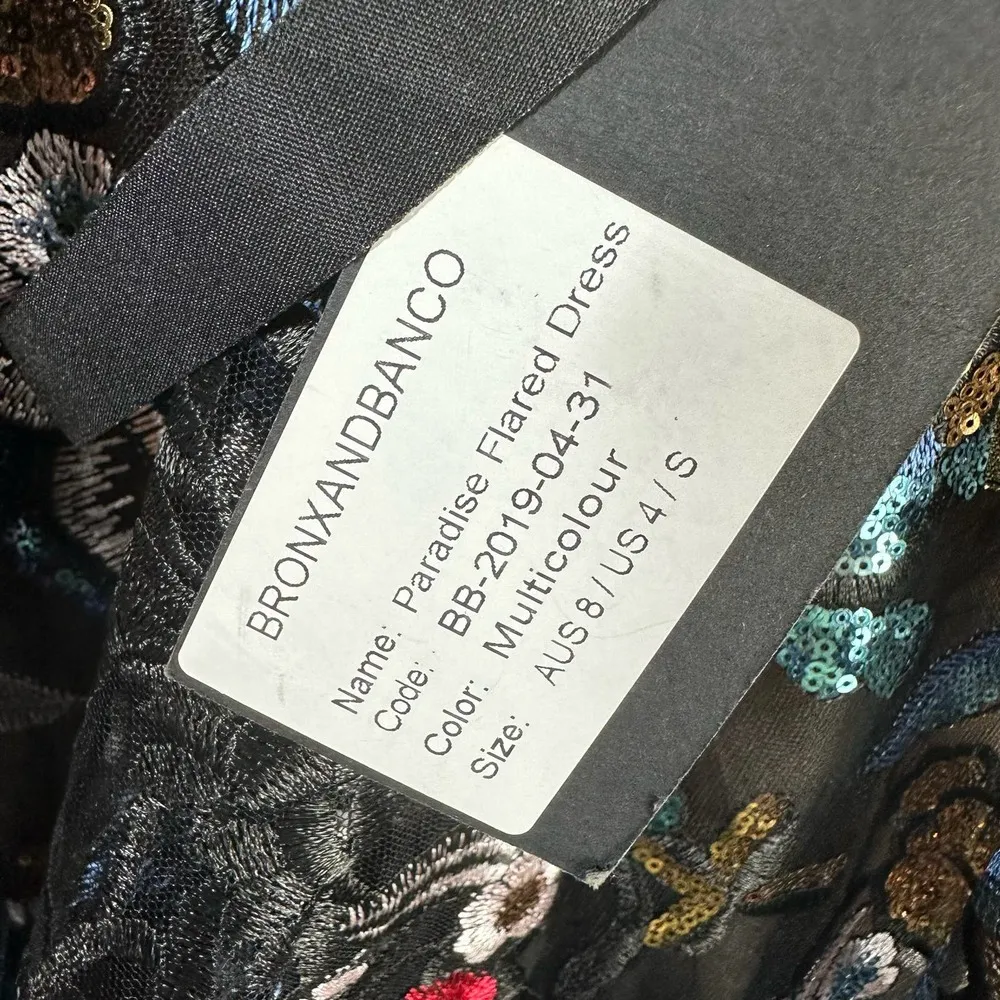 BRONXANDBANCO
Name: Paradise Flared Dress
Code: BB-2019-04-31
Color: Multicolour
Size: AUS 8 / US 4 / S